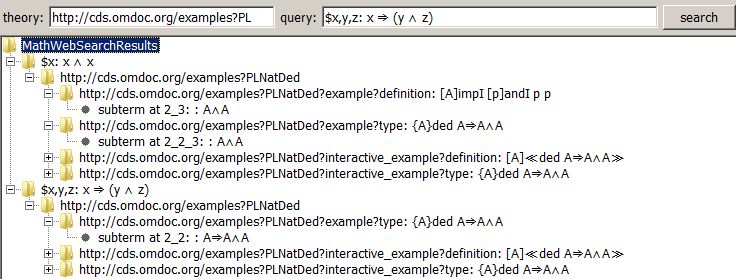 theory: http://cds.omdoc.org/examples?PL query: $x,y,z: x ⇒ (y ∧ z) search
MathWebSearchResults
$x: x ∧ x
http://cds.omdoc.org/examples?PLNatDed
http://cds.omdoc.org/examples?PLNatDed?example?definition: [A]impI [p]andI p p
subterm at 2_3: : A∧A
http://cds.omdoc.org/examples?PLNatDed?example?type: {A}ded A⇒A∧A
subterm at 2_2_3: : A∧A
http://cds.omdoc.org/examples?PLNatDed?interactive_example?definition: [A]≪ded A⇒A∧A≫
http://cds.omdoc.org/examples?PLNatDed?interactive_example?type: {A}ded A⇒A∧A
$x,y,z: x ⇒ (y ∧ z)
http://cds.omdoc.org/examples?PLNatDed
http://cds.omdoc.org/examples?PLNatDed?example?type: {A}ded A⇒A∧A
subterm at 2_2: : A⇒A∧A
http://cds.omdoc.org/examples?PLNatDed?interactive_example?definition: [A]≪ded A⇒A∧A≫
http://cds.omdoc.org/examples?PLNatDed?interactive_example?type: {A}ded A⇒A∧A